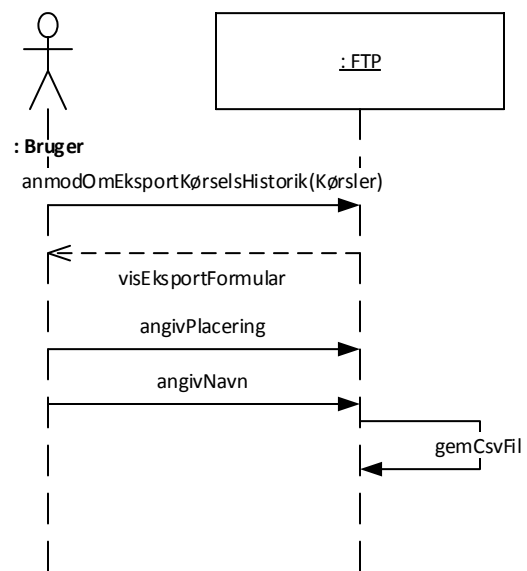 : FTP
: Bruger
anmodOmEksportKørselsHistorik(Kørsler)
visEksportFormular
angivPlacering
angivNavn
gemCsvFil